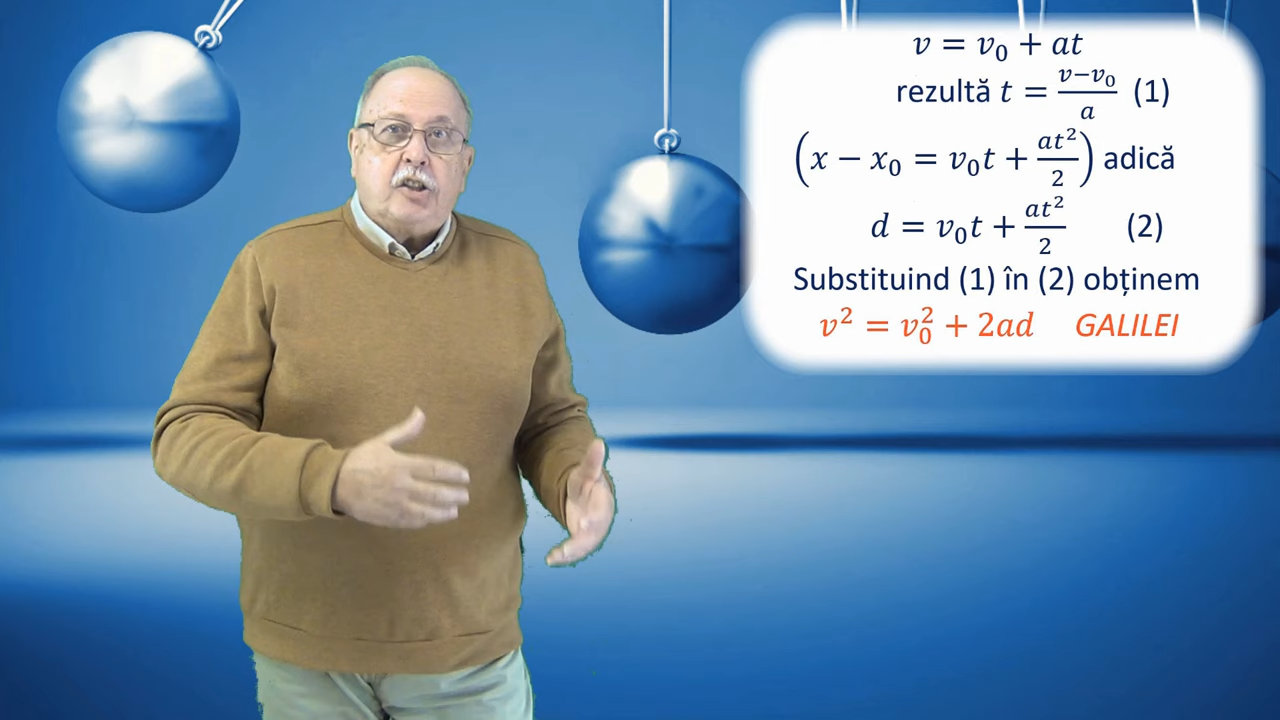 v = v₀ + at
rezultă t = (v−v₀)/a (1)
(x − x₀ = v₀t + at²/2) adică
d = v₀t + at²/2 (2)
Substituind (1) în (2) obținem
v² = v₀² + 2ad GALILEI